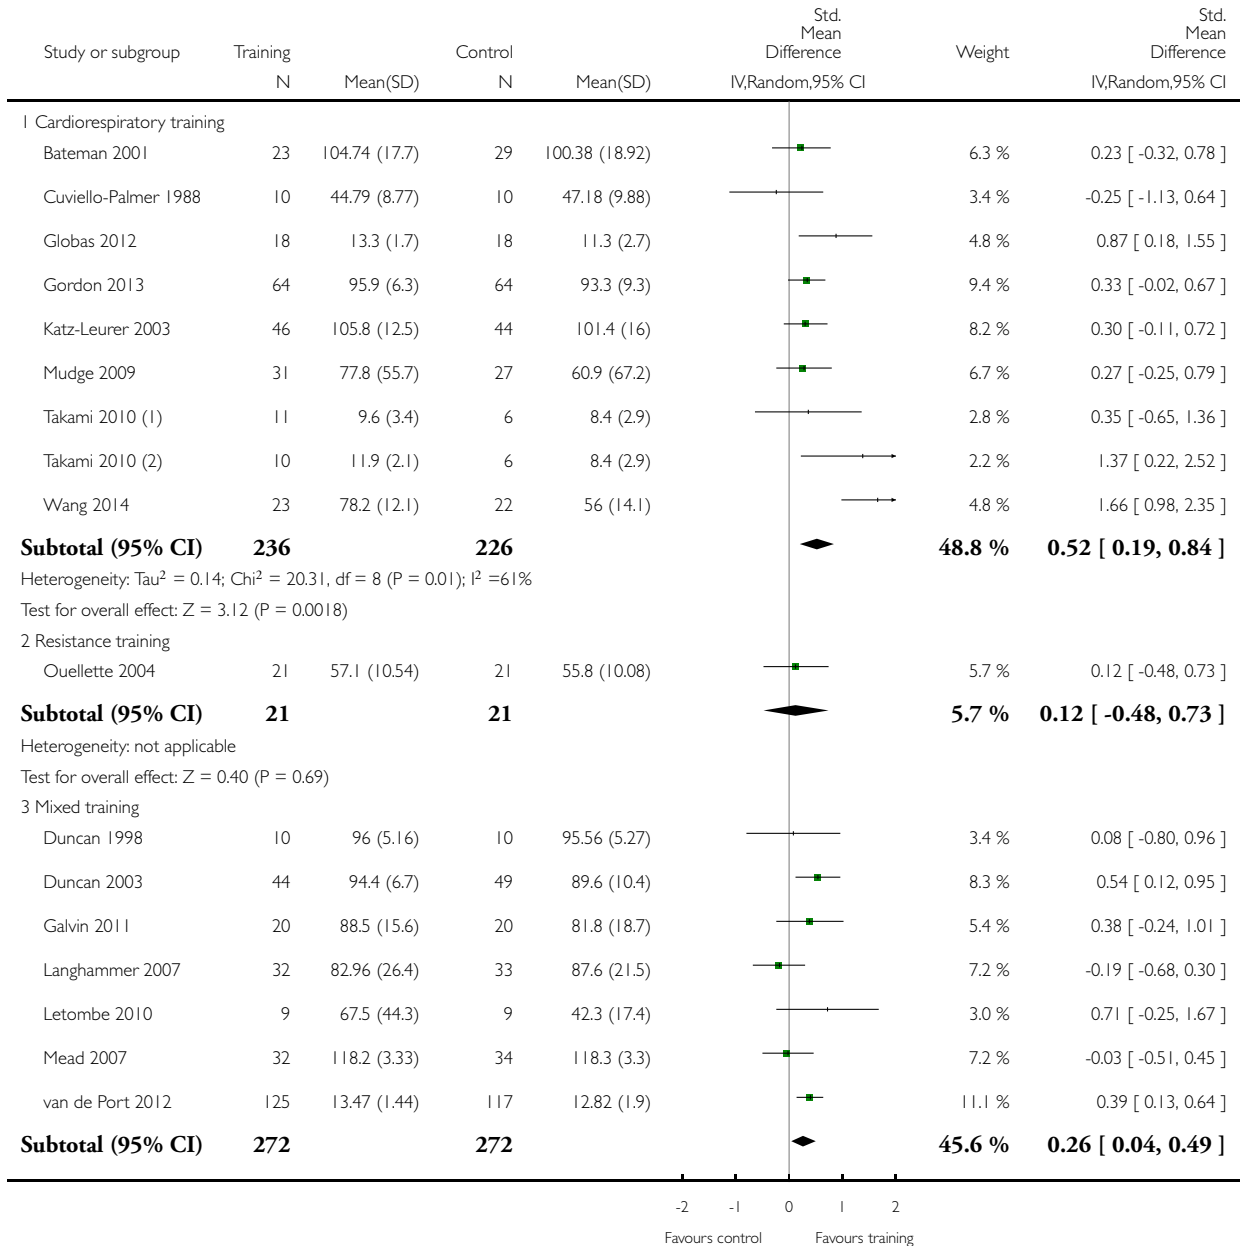 Study or subgroup Training Control Std. Mean Difference Weight Std. Mean Difference
N Mean(SD) N Mean(SD) IV,Random,95% CI IV,Random,95% CI
1 Cardiorespiratory training
Bateman 2001 23 104.74 (17.7) 29 100.38 (18.92) 6.3 % 0.23 [ -0.32, 0.78 ]
Cuviello-Palmer 1988 10 44.79 (8.77) 10 47.18 (9.88) 3.4 % -0.25 [ -1.13, 0.64 ]
Globas 2012 18 13.3 (1.7) 18 11.3 (2.7) 4.8 % 0.87 [ 0.18, 1.55 ]
Gordon 2013 64 95.9 (6.3) 64 93.3 (9.3) 9.4 % 0.33 [ -0.02, 0.67 ]
Katz-Leurer 2003 46 105.8 (12.5) 44 101.4 (16) 8.2 % 0.30 [ -0.11, 0.72 ]
Mudge 2009 31 77.8 (55.7) 27 60.9 (67.2) 6.7 % 0.27 [ -0.25, 0.79 ]
Takami 2010 (1) 11 9.6 (3.4) 6 8.4 (2.9) 2.8 % 0.35 [ -0.65, 1.36 ]
Takami 2010 (2) 10 11.9 (2.1) 6 8.4 (2.9) 2.2 % 1.37 [ 0.22, 2.52 ]
Wang 2014 23 78.2 (12.1) 22 56 (14.1) 4.8 % 1.66 [ 0.98, 2.35 ]
Subtotal (95% CI) 236 226 48.8 % 0.52 [ 0.19, 0.84 ]
Heterogeneity: Tau² = 0.14; Chi² = 20.31, df = 8 (P = 0.01); I² =61%
Test for overall effect: Z = 3.12 (P = 0.0018)
2 Resistance training
Ouellette 2004 21 57.1 (10.54) 21 55.8 (10.08) 5.7 % 0.12 [ -0.48, 0.73 ]
Subtotal (95% CI) 21 21 5.7 % 0.12 [ -0.48, 0.73 ]
Heterogeneity: not applicable
Test for overall effect: Z = 0.40 (P = 0.69)
3 Mixed training
Duncan 1998 10 96 (5.16) 10 95.56 (5.27) 3.4 % 0.08 [ -0.80, 0.96 ]
Duncan 2003 44 94.4 (6.7) 49 89.6 (10.4) 8.3 % 0.54 [ 0.12, 0.95 ]
Galvin 2011 20 88.5 (15.6) 20 81.8 (18.7) 5.4 % 0.38 [ -0.24, 1.01 ]
Langhammer 2007 32 82.96 (26.4) 33 87.6 (21.5) 7.2 % -0.19 [ -0.68, 0.30 ]
Letombe 2010 9 67.5 (44.3) 9 42.3 (17.4) 3.0 % 0.71 [ -0.25, 1.67 ]
Mead 2007 32 118.2 (3.33) 34 118.3 (3.3) 7.2 % -0.03 [ -0.51, 0.45 ]
van de Port 2012 125 13.47 (1.44) 117 12.82 (1.9) 11.1 % 0.39 [ 0.13, 0.64 ]
Subtotal (95% CI) 272 272 45.6 % 0.26 [ 0.04, 0.49 ]
-2 -1 0 1 2
Favours control Favours training